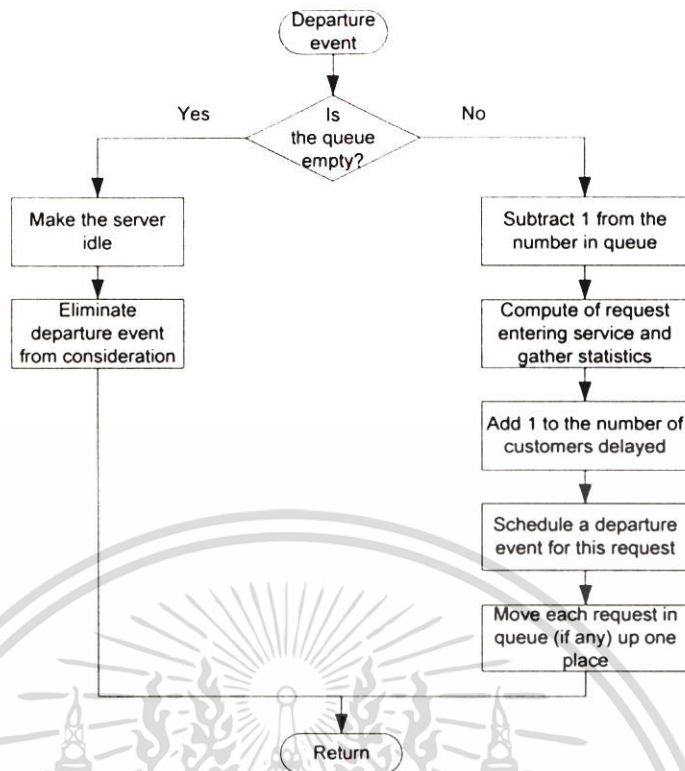 Departure
event
Yes
Is
the queue
empty?
No
Make the server
idle
Eliminate
departure event
from consideration
Subtract 1 from the
number in queue
Compute of request
entering service and
gather statistics
Add 1 to the number of
customers delayed
Schedule a departure
event for this request
Move each request in
queue (if any) up one
place
Return